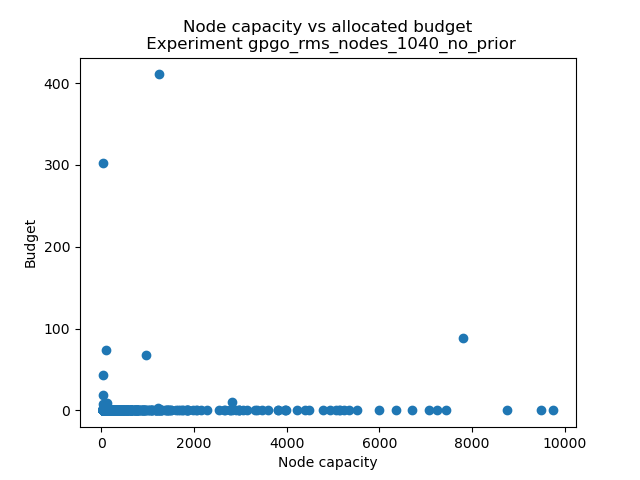 Node capacity vs allocated budget
Experiment gpgo_rms_nodes_1040_no_prior
400
300
200
100
0
Budget
0
2000
4000
6000
8000
10000
Node capacity